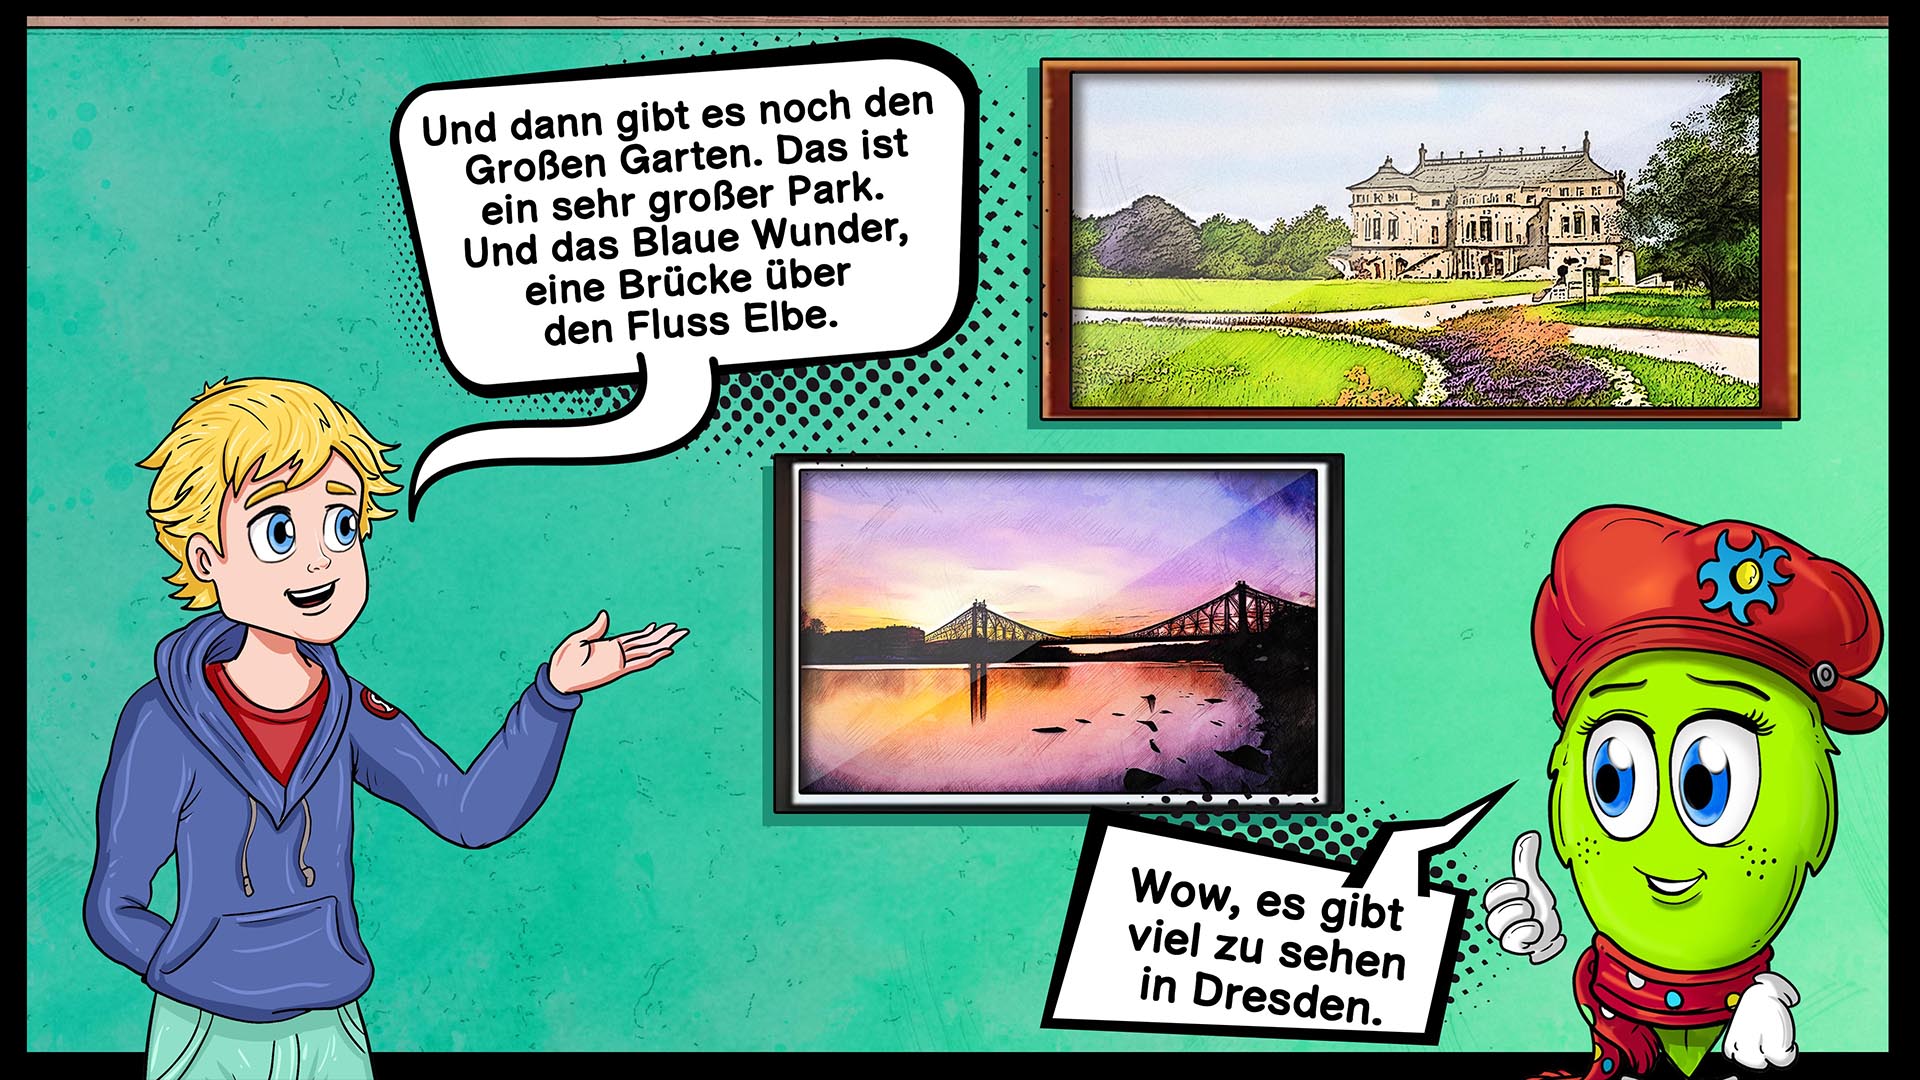 Und dann gibt es noch den
Großen Garten. Das ist
ein sehr großer Park.
Und das Blaue Wunder,
eine Brücke über
den Fluss Elbe.
Wow, es gibt
viel zu sehen
in Dresden.